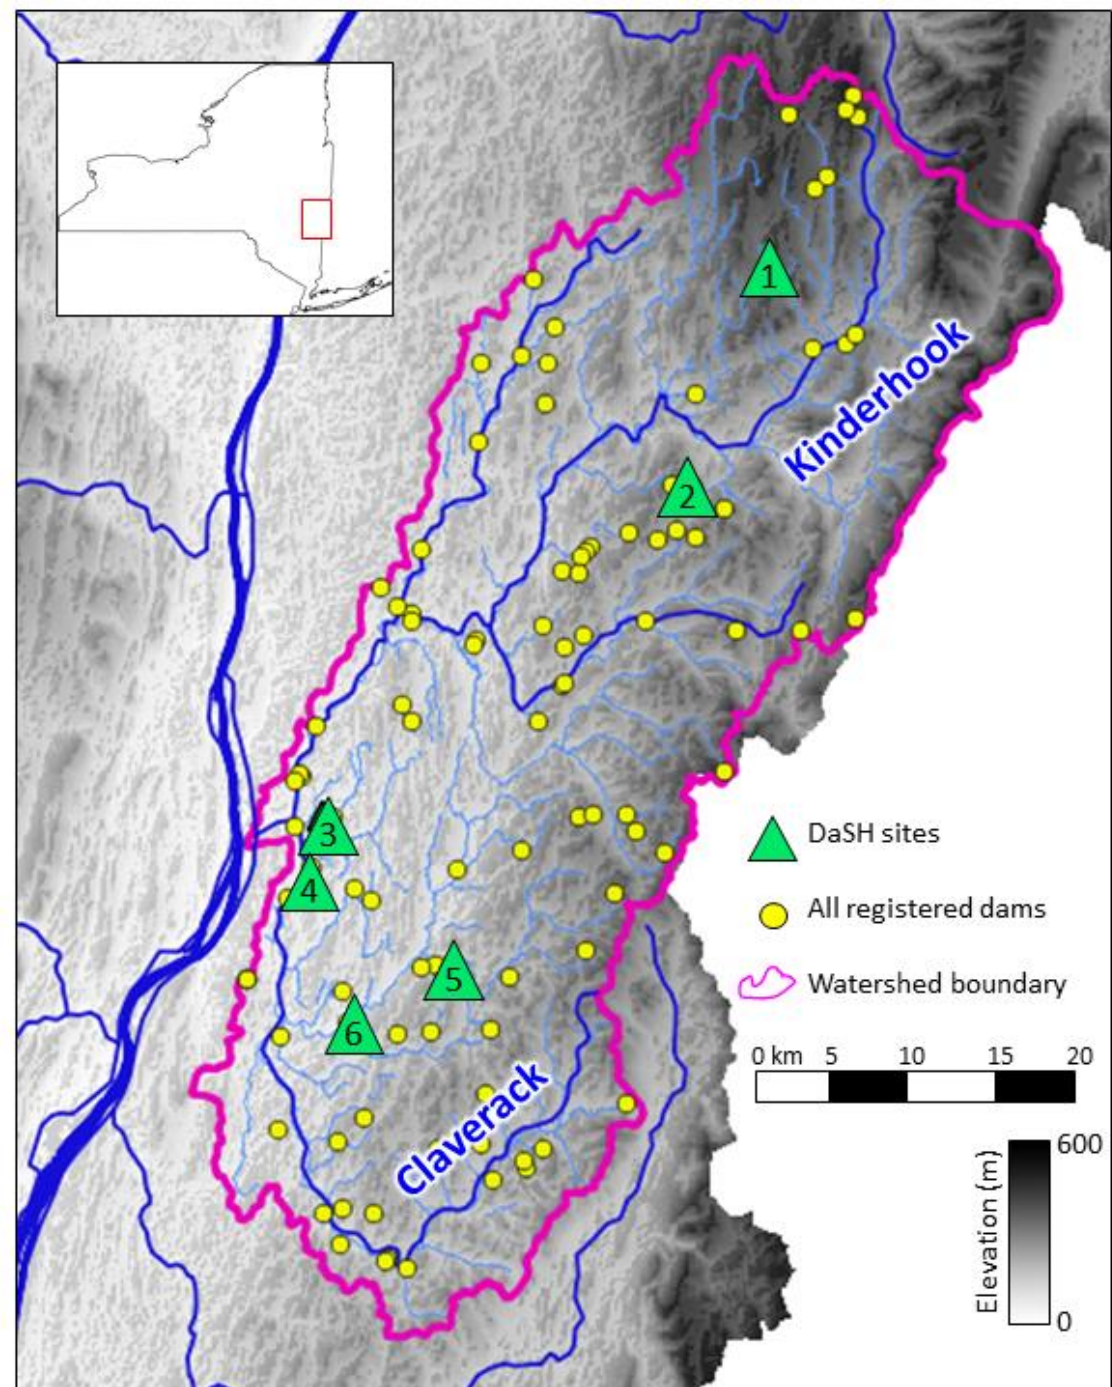 1
Kinderhook
2
3
DaSH sites
4
All registered dams
5
Watershed boundary
6
0 km 5 10 15 20
Claverack
600
Elevation (m)
0